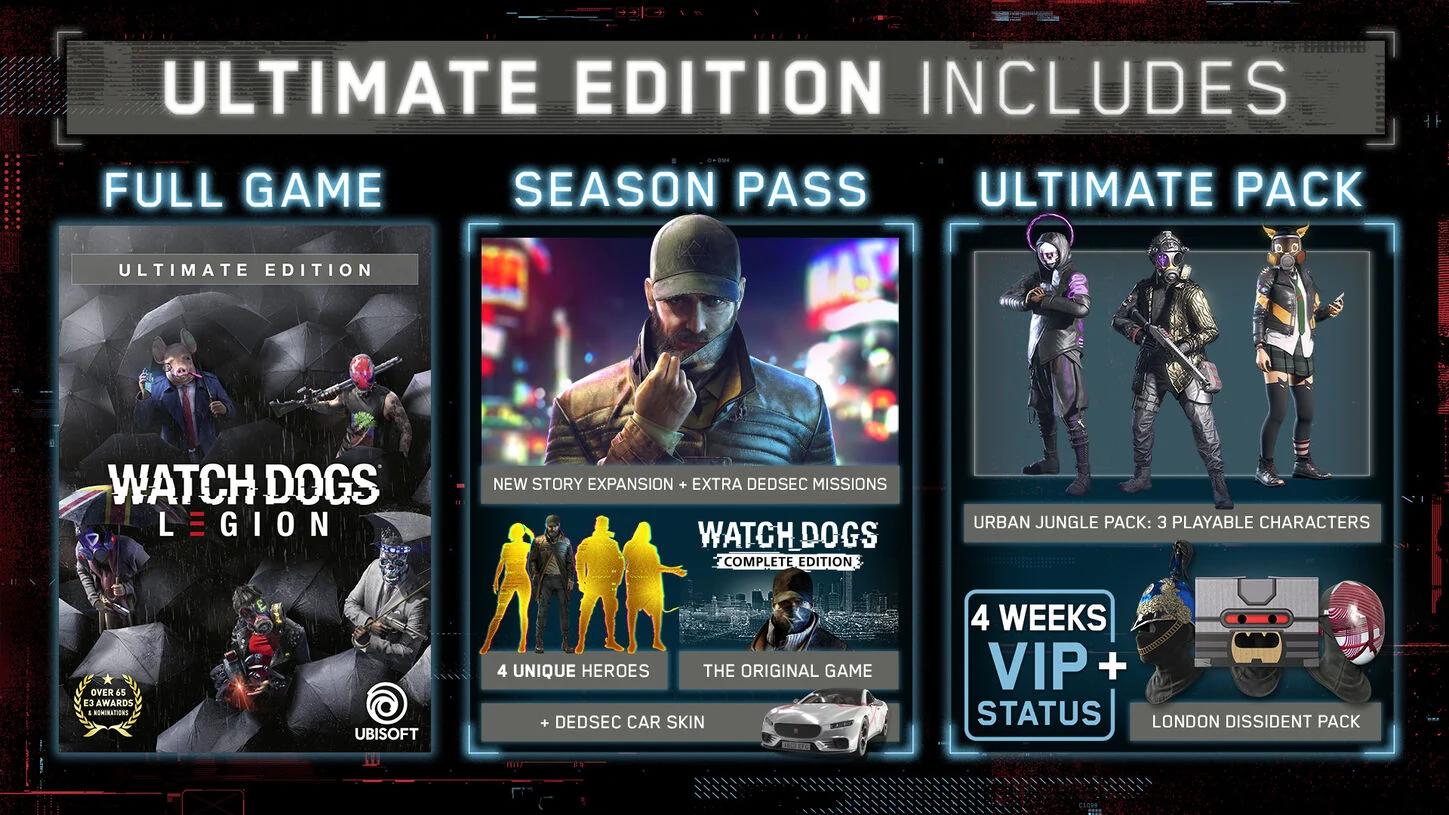 ULTIMATE EDITION INCLUDES
FULL GAME
ULTIMATE EDITION
WATCH DOGS
LEGION
OVER 65
E3 AWARDS
& NOMINATIONS
UBISOFT
SEASON PASS
NEW STORY EXPANSION + EXTRA DEDSEC MISSIONS
4 UNIQUE HEROES
WATCH DOGS
COMPLETE EDITION
THE ORIGINAL GAME
+ DEDSEC CAR SKIN
ULTIMATE PACK
URBAN JUNGLE PACK: 3 PLAYABLE CHARACTERS
4 WEEKS
VIP
STATUS
+
LONDON DISSIDENT PACK